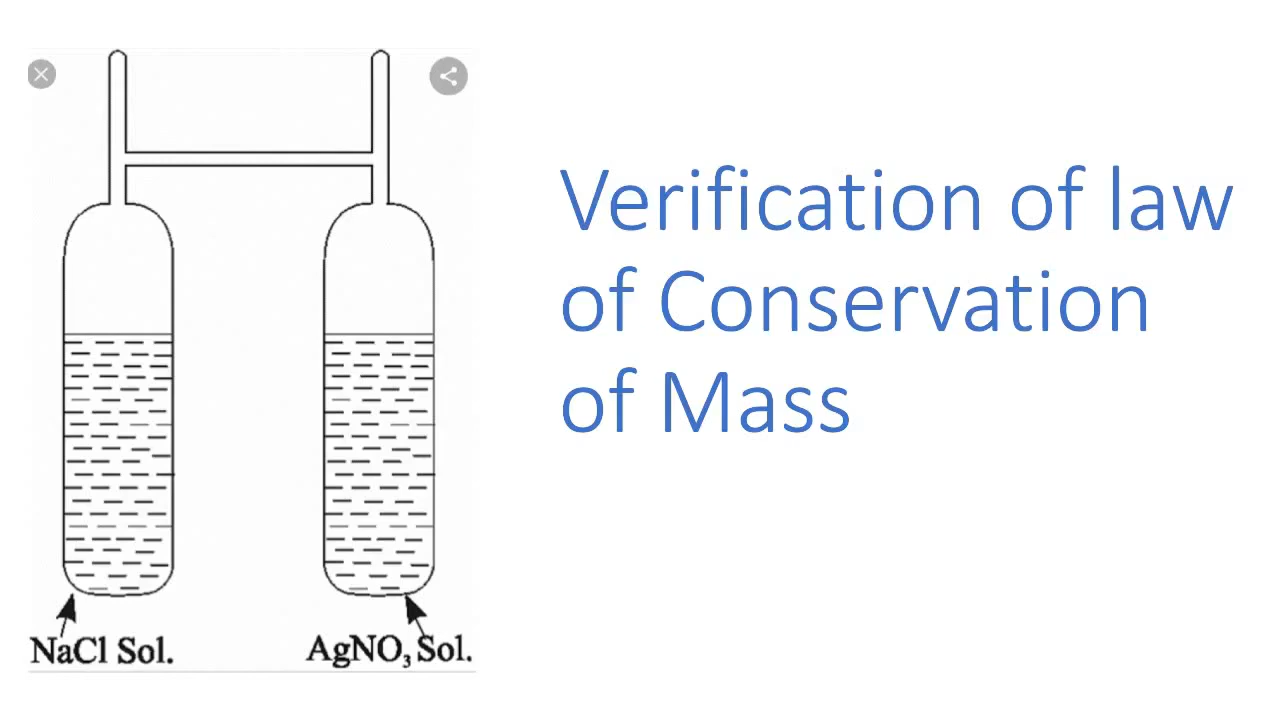 Verification of law
of Conservation
of Mass
NaCl Sol.
AgNO₃ Sol.